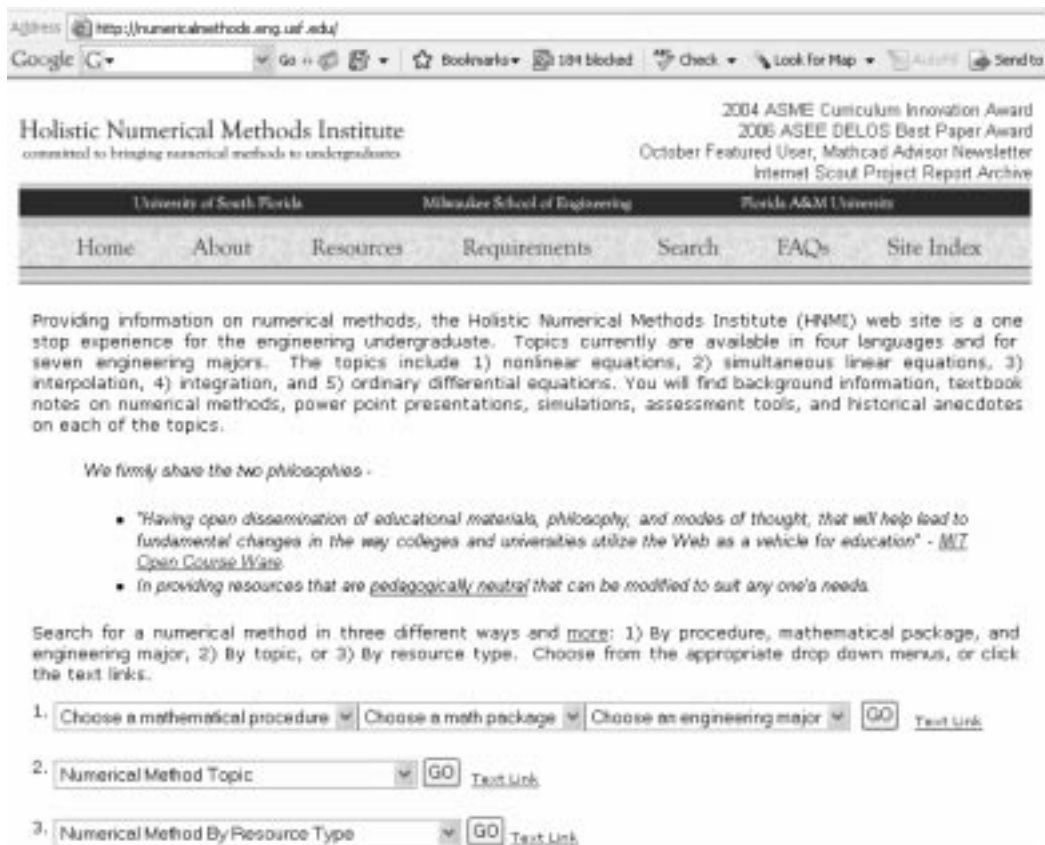 Address http://numericalmethods.eng.usf.edu/
Google G Go Bookmarks 184 blocked Check Look for Map AutoFill Send to
Holistic Numerical Methods Institute
committed to bringing numerical methods to undergraduates
2004 ASME Curriculum Innovation Award
2006 ASEE DELOS Best Paper Award
October Featured User, Mathcad Advisor Newsletter
Internet Scout Project Report Archive
University of South Florida Milwaukee School of Engineering Florida A&M University
Home About Resources Requirements Search FAQs Site Index
Providing information on numerical methods, the Holistic Numerical Methods Institute (HNMI) web site is a one
stop experience for the engineering undergraduate. Topics currently are available in four languages and for
seven engineering majors. The topics include 1) nonlinear equations, 2) simultaneous linear equations, 3)
interpolation, 4) integration, and 5) ordinary differential equations. You will find background information, textbook
notes on numerical methods, power point presentations, simulations, assessment tools, and historical anecdotes
on each of the topics.
We firmly share the two philosophies -
• "Having open dissemination of educational materials, philosophy, and modes of thought, that will help lead to
fundamental changes in the way colleges and universities utilize the Web as a vehicle for education" - MIT
Open Course Ware.
• In providing resources that are pedagogically neutral that can be modified to suit any one's needs.
Search for a numerical method in three different ways and more: 1) By procedure, mathematical package, and
engineering major, 2) By topic, or 3) By resource type. Choose from the appropriate drop down menus, or click
the text links.
1. Choose a mathematical procedure Choose a math package Choose an engineering major GO Text Link
2. Numerical Method Topic GO Text Link
3. Numerical Method By Resource Type GO Text Link